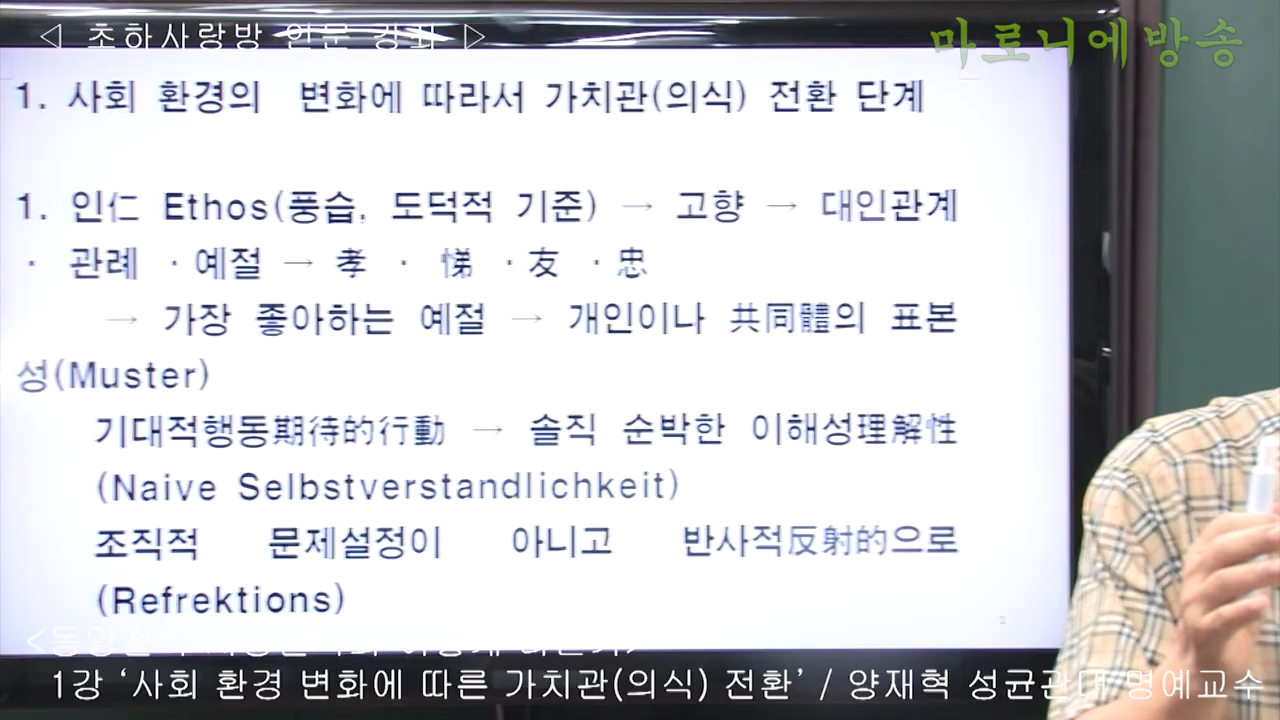 ◁ 초하사랑방 인문 강좌 ▷
마로니에방송
1. 사회 환경의 변화에 따라서 가치관(의식) 전환 단계
1. 인仁 Ethos(풍습, 도덕적 기준) → 고향 → 대인관계
· 관례 · 예절 → 孝 · 悌 · 友 · 忠
→ 가장 좋아하는 예절 → 개인이나 共同體의 표본
성(Muster)
기대적행동期待的行動 → 솔직 순박한 이해성理解性
(Naive Selbstverstandlichkeit)
조직적 문제설정이 아니고 반사적反射的으로
(Refrektions)
1강 ‘사회 환경 변화에 따른 가치관(의식) 전환’ / 양재혁 성균관대 명예교수